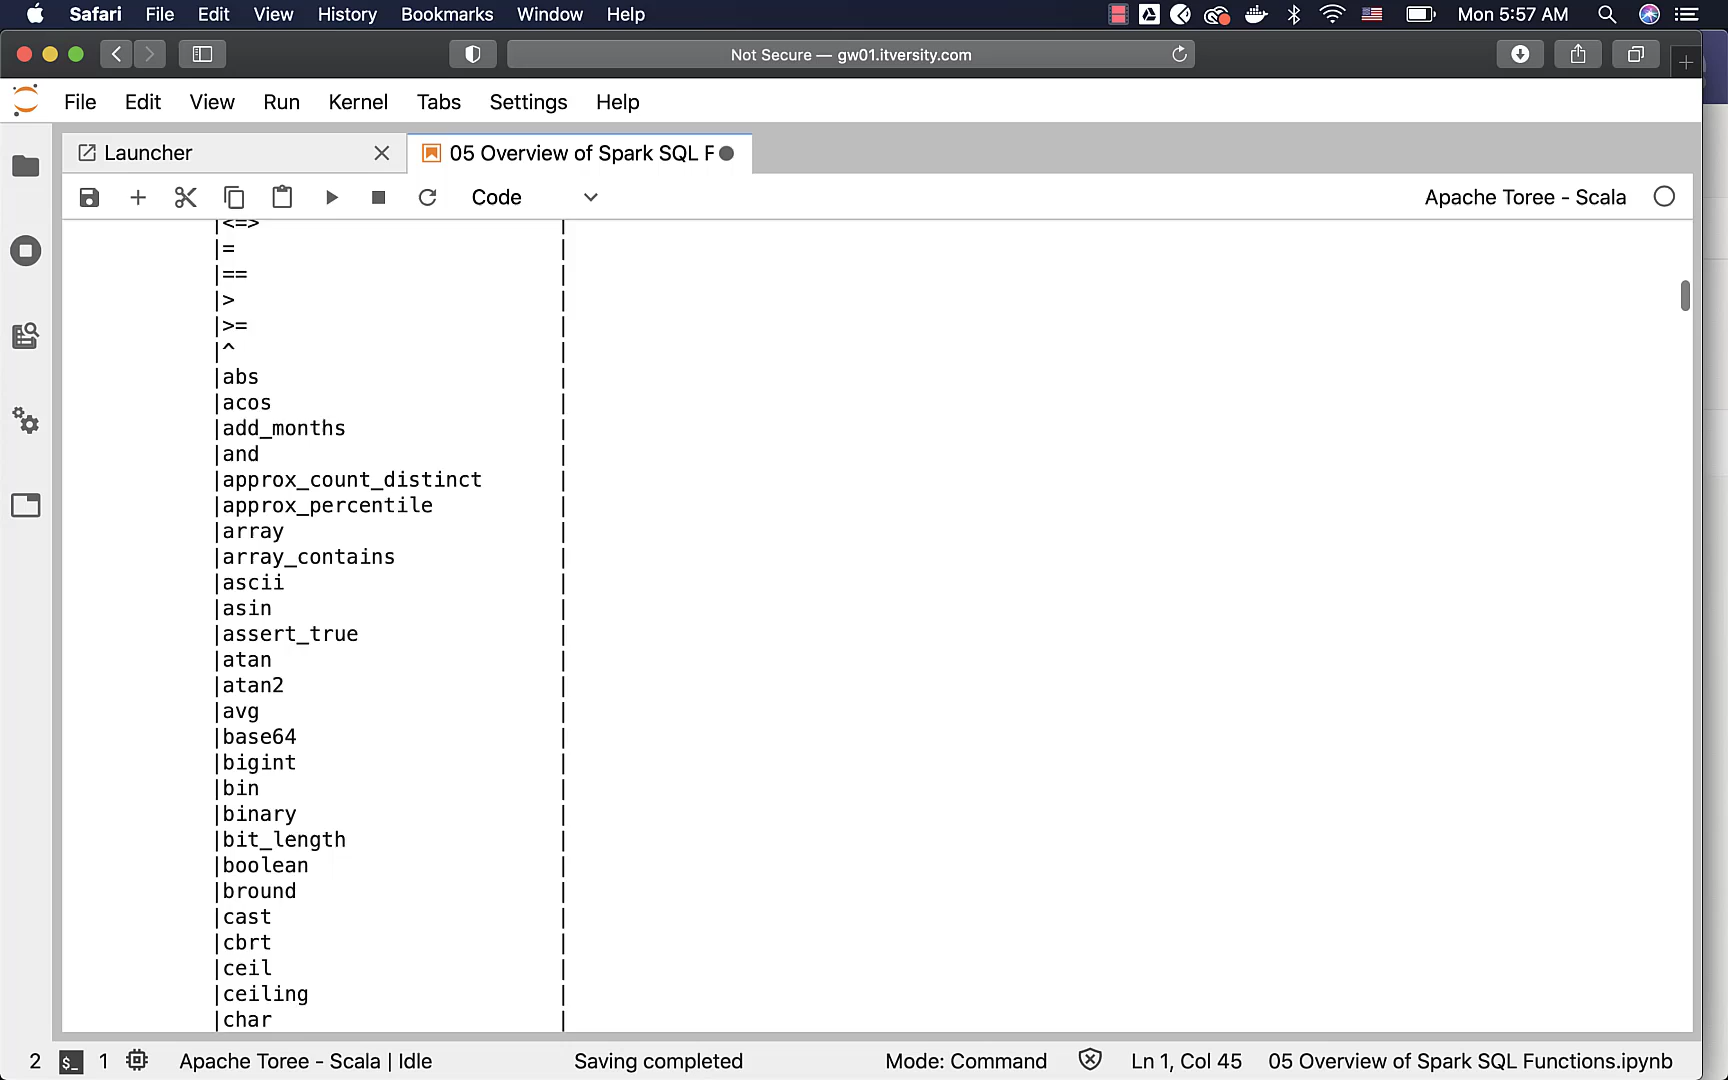 Safari File Edit View History Bookmarks Window Help Mon 5:57 AM
Not Secure — gw01.itversity.com
File Edit View Run Kernel Tabs Settings Help
Launcher 05 Overview of Spark SQL F
Code Apache Toree - Scala
|<=> |
|= |
|== |
|> |
|>= |
|^ |
|abs |
|acos |
|add_months |
|and |
|approx_count_distinct |
|approx_percentile |
|array |
|array_contains |
|ascii |
|asin |
|assert_true |
|atan |
|atan2 |
|avg |
|base64 |
|bigint |
|bin |
|binary |
|bit_length |
|boolean |
|bround |
|cast |
|cbrt |
|ceil |
|ceiling |
|char |
2 $_ 1 Apache Toree - Scala | Idle Saving completed Mode: Command Ln 1, Col 45 05 Overview of Spark SQL Functions.ipynb